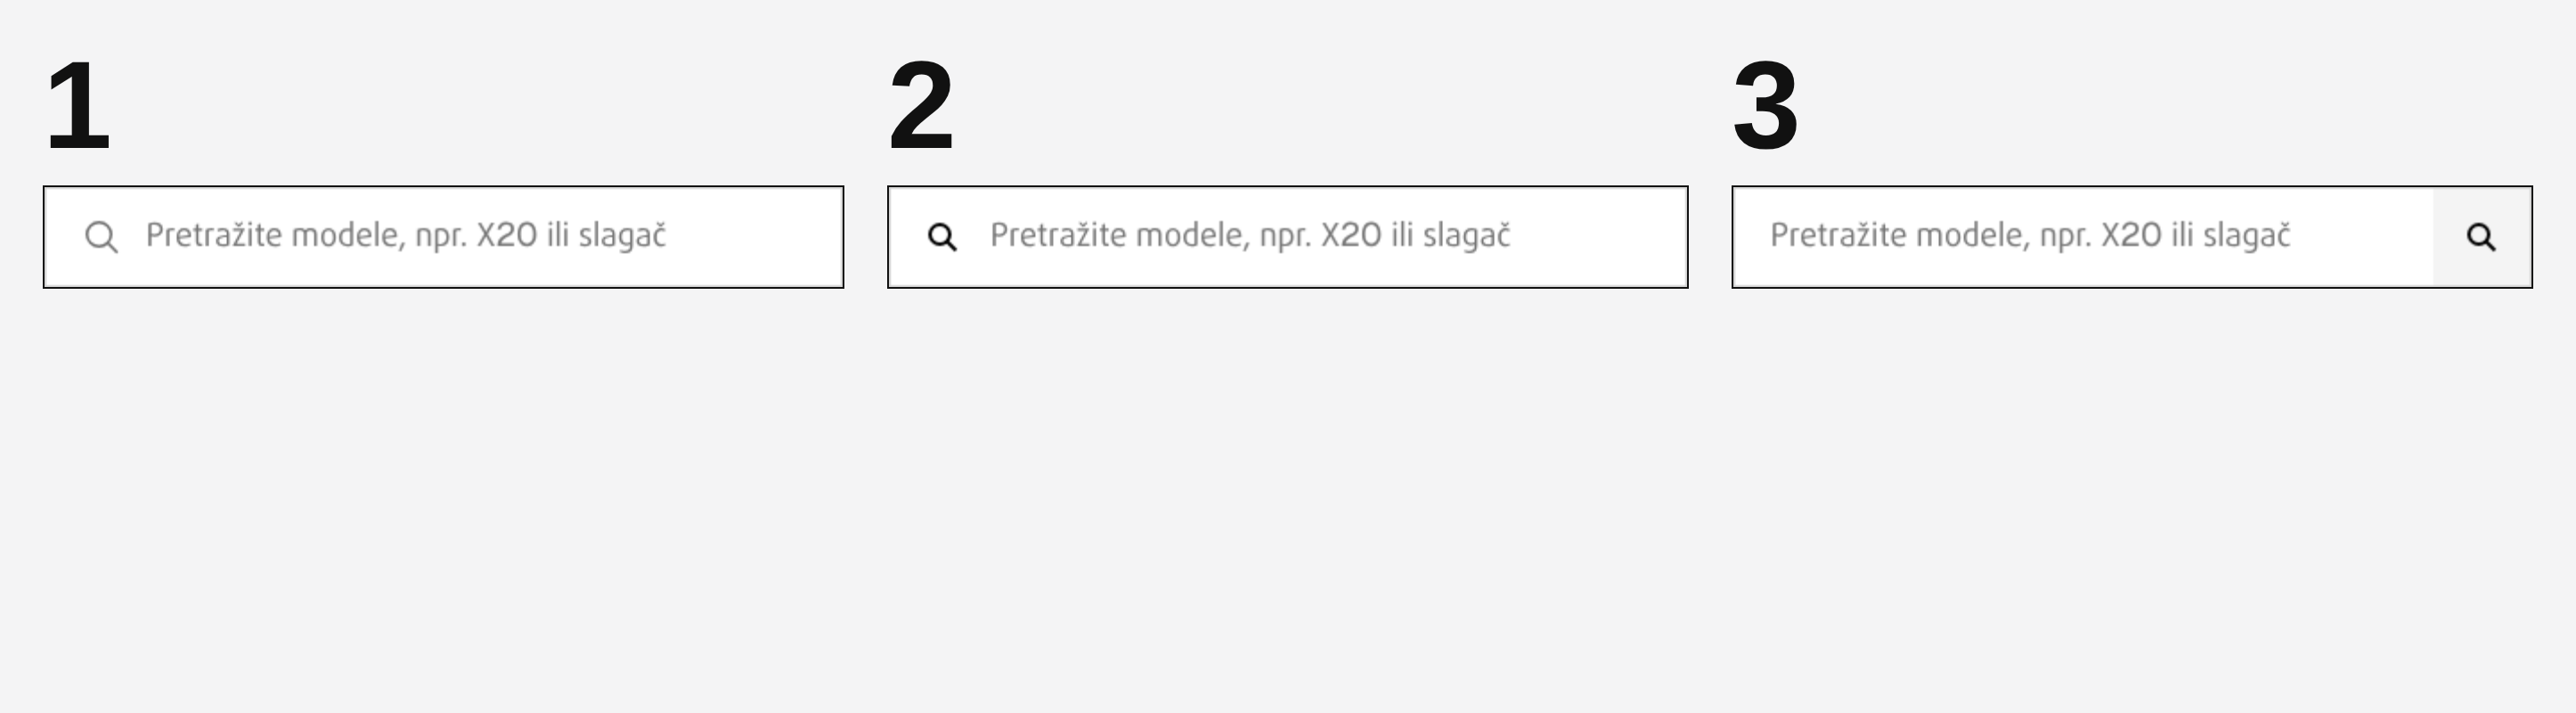 1
2
3
Pretražite modele, npr. X20 ili slagač
Pretražite modele, npr. X20 ili slagač
Pretražite modele, npr. X20 ili slagač